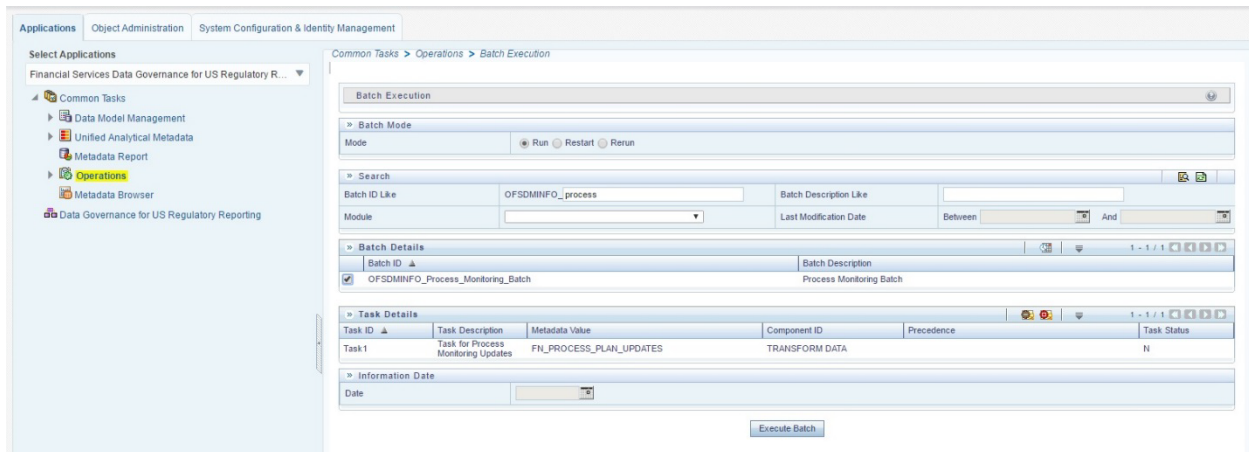 Applications Object Administration System Configuration & Identity Management
Select Applications
Financial Services Data Governance for US Regulatory R...
Common Tasks
Data Model Management
Unified Analytical Metadata
Metadata Report
Operations
Metadata Browser
Data Governance for US Regulatory Reporting
Common Tasks > Operations > Batch Execution
Batch Execution
» Batch Mode
Mode Run Restart Rerun
» Search
Batch ID Like OFSDMINFO_ process Batch Description Like
Module Last Modification Date Between And
» Batch Details 1 - 1 / 1
Batch ID Batch Description
OFSDMINFO_Process_Monitoring_Batch Process Monitoring Batch
» Task Details 1 - 1 / 1
Task ID Task Description Metadata Value Component ID Precedence Task Status
Task1 Task for Process Monitoring Updates FN_PROCESS_PLAN_UPDATES TRANSFORM DATA N
» Information Date
Date
Execute Batch